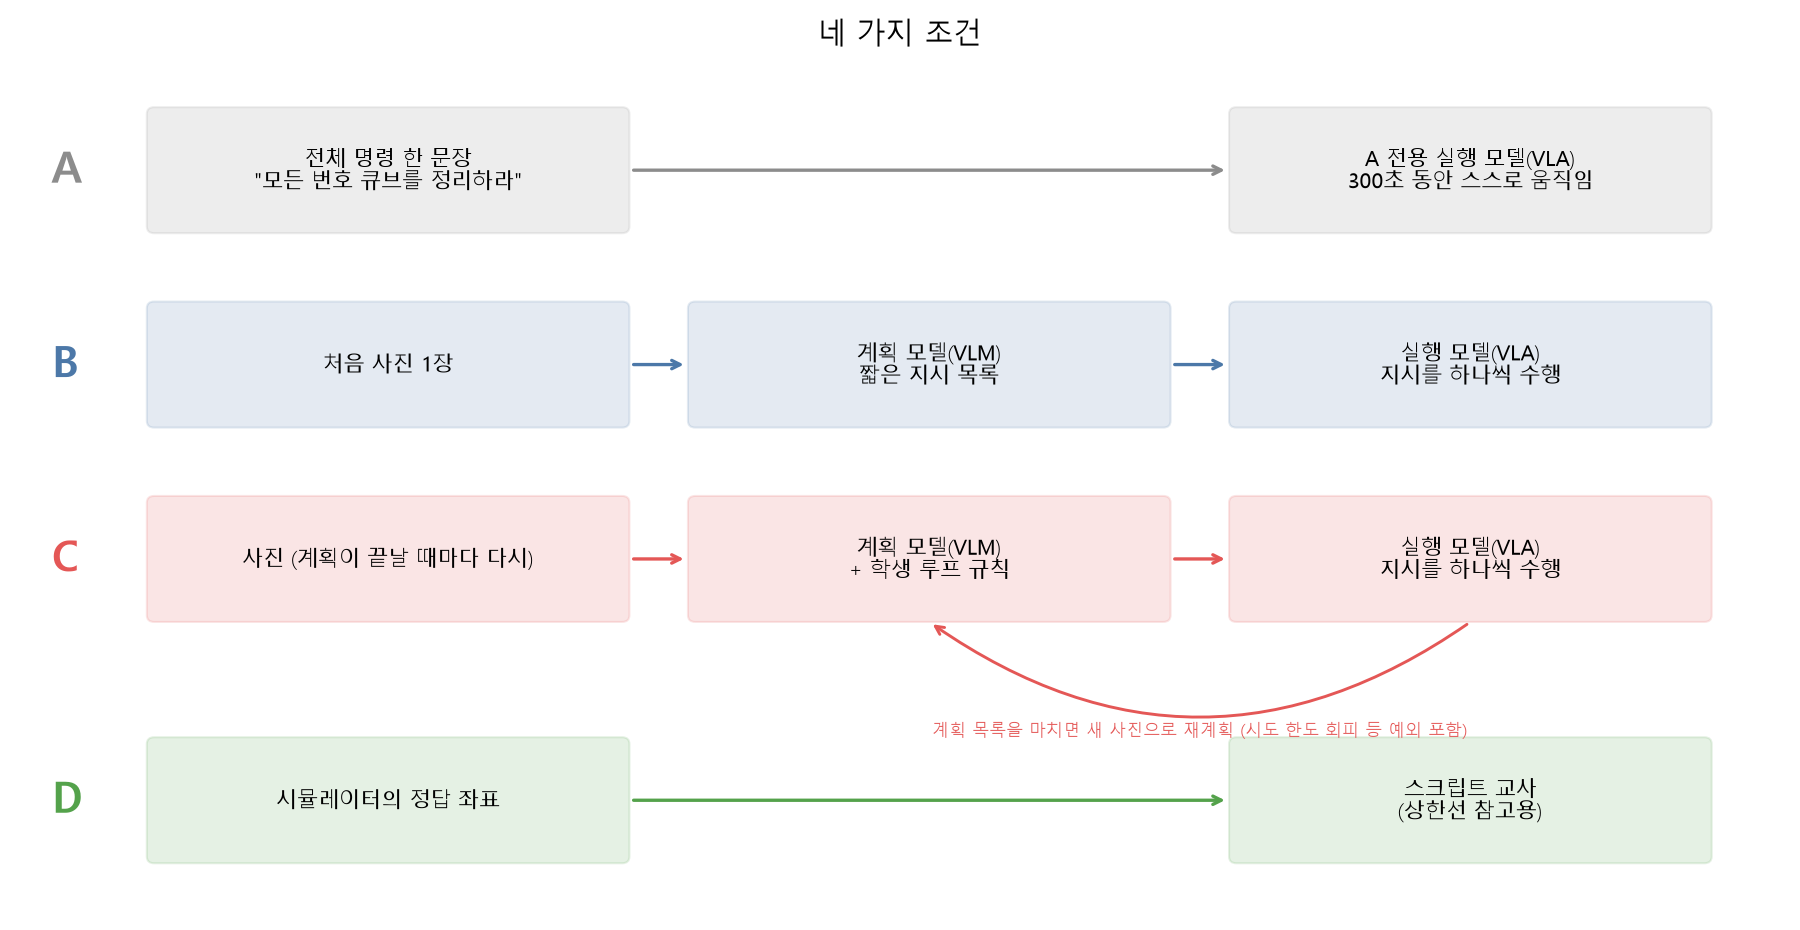 네 가지 조건
A
전체 명령 한 문장
"모든 번호 큐브를 정리하라"
A 전용 실행 모델(VLA)
300초 동안 스스로 움직임
B
처음 사진 1장
계획 모델(VLM)
짧은 지시 목록
실행 모델(VLA)
지시를 하나씩 수행
C
사진 (계획이 끝날 때마다 다시)
계획 모델(VLM)
+ 학생 루프 규칙
실행 모델(VLA)
지시를 하나씩 수행
계획 목록을 마치면 새 사진으로 재계획 (시도 한도 회피 등 예외 포함)
D
시뮬레이터의 정답 좌표
스크립트 교사
(상한선 참고용)